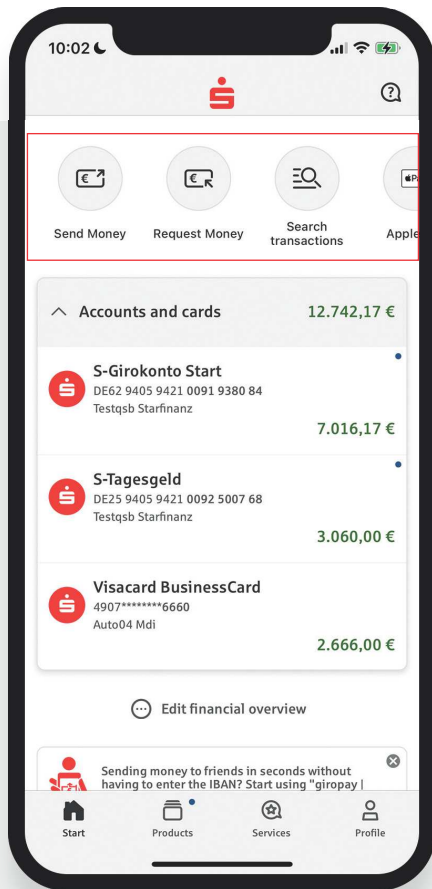 10:02
Send Money
Request Money
Search
transactions
Apple
Accounts and cards 12.742,17 €
S-Girokonto Start
DE62 9405 9421 0091 9380 84
Testqsb Starfinanz
7.016,17 €
S-Tagesgeld
DE25 9405 9421 0092 5007 68
Testqsb Starfinanz
3.060,00 €
Visacard BusinessCard
4907********6660
Auto04 Mdi
2.666,00 €
Edit financial overview
Sending money to friends in seconds without
having to enter the IBAN? Start using "giropay |
Start
Products
Services
Profile